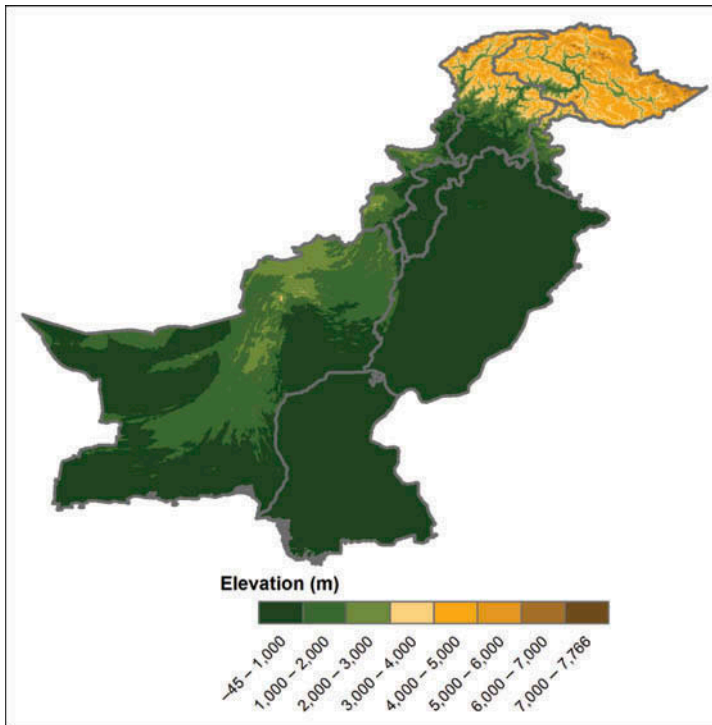 Elevation (m)
–45 – 1,000
1,000 – 2,000
2,000 – 3,000
3,000 – 4,000
4,000 – 5,000
5,000 – 6,000
6,000 – 7,000
7,000 – 7,766